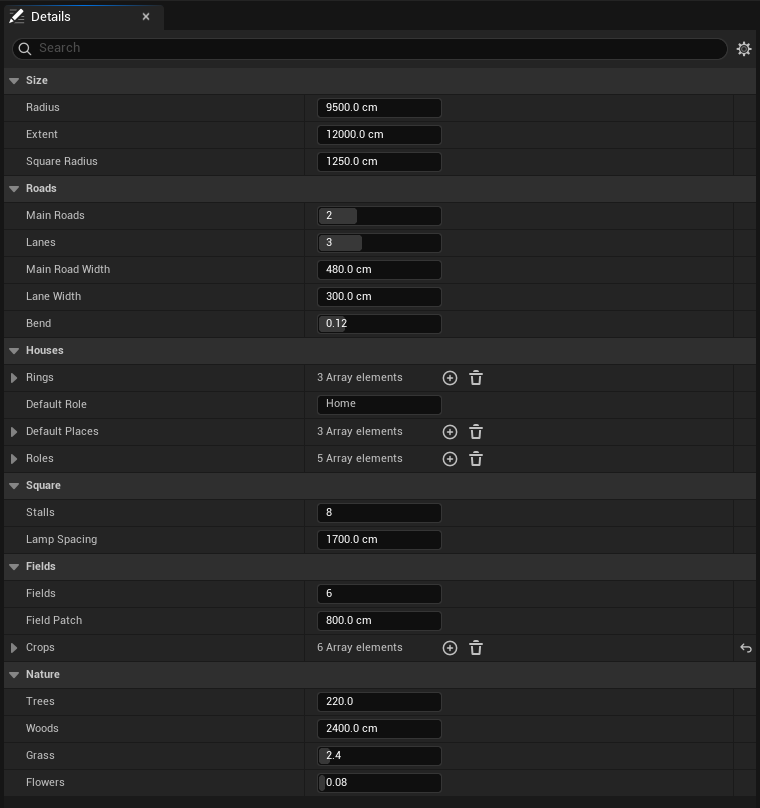 Details
Search
Size
Radius 9500.0 cm
Extent 12000.0 cm
Square Radius 1250.0 cm
Roads
Main Roads 2
Lanes 3
Main Road Width 480.0 cm
Lane Width 300.0 cm
Bend 0.12
Houses
Rings 3 Array elements
Default Role Home
Default Places 3 Array elements
Roles 5 Array elements
Square
Stalls 8
Lamp Spacing 1700.0 cm
Fields
Fields 6
Field Patch 800.0 cm
Crops 6 Array elements
Nature
Trees 220.0
Woods 2400.0 cm
Grass 2.4
Flowers 0.08